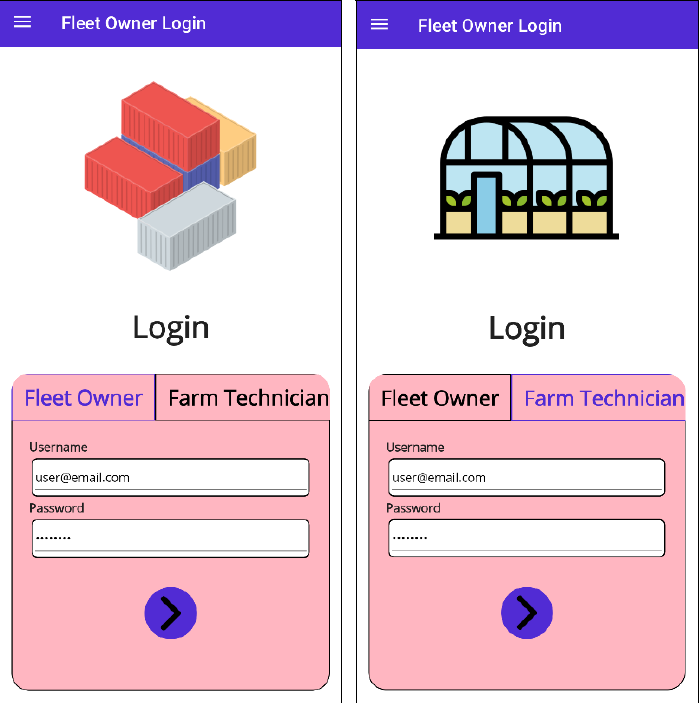 Fleet Owner Login
Login
Fleet Owner Farm Technician
Username
user@email.com
Password
••••••••
Fleet Owner Login
Login
Fleet Owner Farm Technician
Username
user@email.com
Password
••••••••